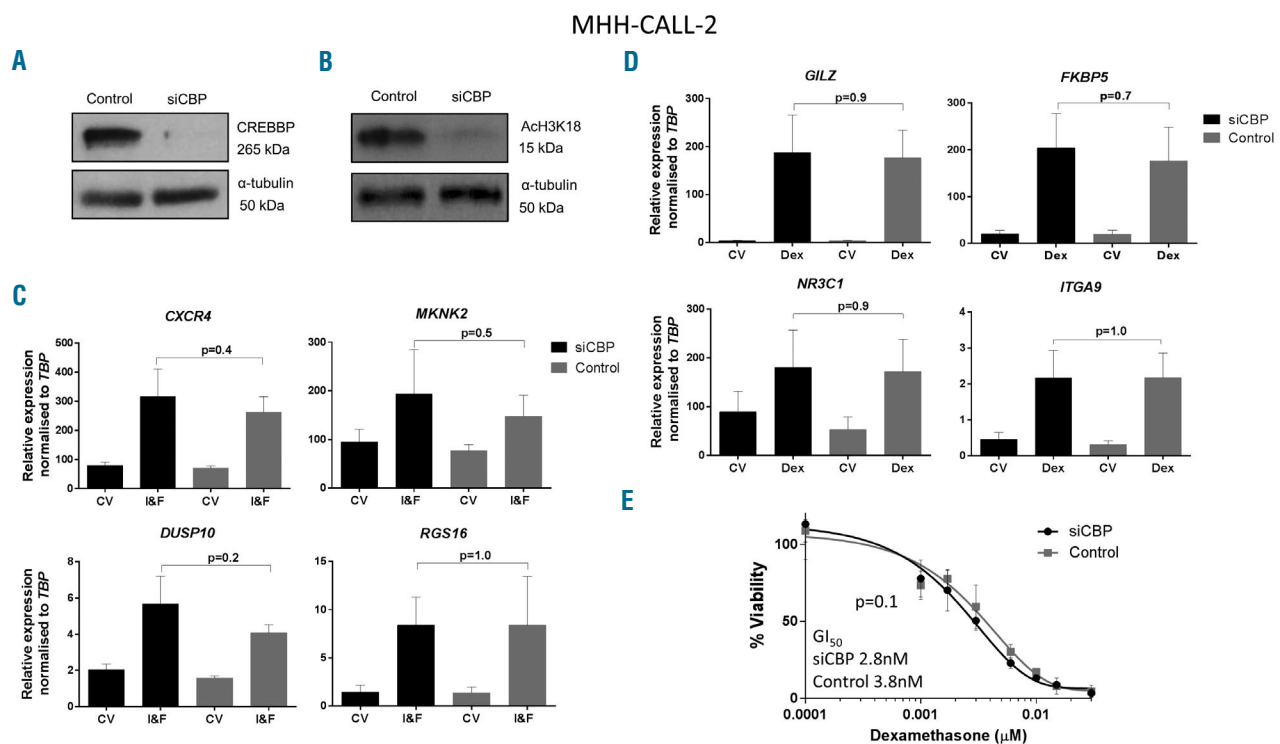 MHH-CALL-2
A
Control siCBP
CREBBP
265 kDa
α-tubulin
50 kDa
B
Control siCBP
AcH3K18
15 kDa
α-tubulin
50 kDa
C
CXCR4
Relative expression
normalised to TBP
500
400
300
200
100
0
p=0.4
CV I&F CV I&F
MKNK2
300
200
100
0
p=0.5
CV I&F CV I&F
siCBP
Control
DUSP10
Relative expression
normalised to TBP
8
6
4
2
0
p=0.2
CV I&F CV I&F
RGS16
15
10
5
0
p=1.0
CV I&F CV I&F
D
GILZ
Relative expression
normalised to TBP
300
200
100
0
p=0.9
CV Dex CV Dex
FKBP5
300
200
100
0
p=0.7
CV Dex CV Dex
siCBP
Control
NR3C1
Relative expression
normalised to TBP
300
200
100
0
p=0.9
CV Dex CV Dex
ITGA9
4
3
2
1
0
p=1.0
CV Dex CV Dex
E
% Viability
100
50
0
siCBP
Control
p=0.1
GI50
siCBP 2.8nM
Control 3.8nM
0.0001 0.001 0.01
Dexamethasone (μM)